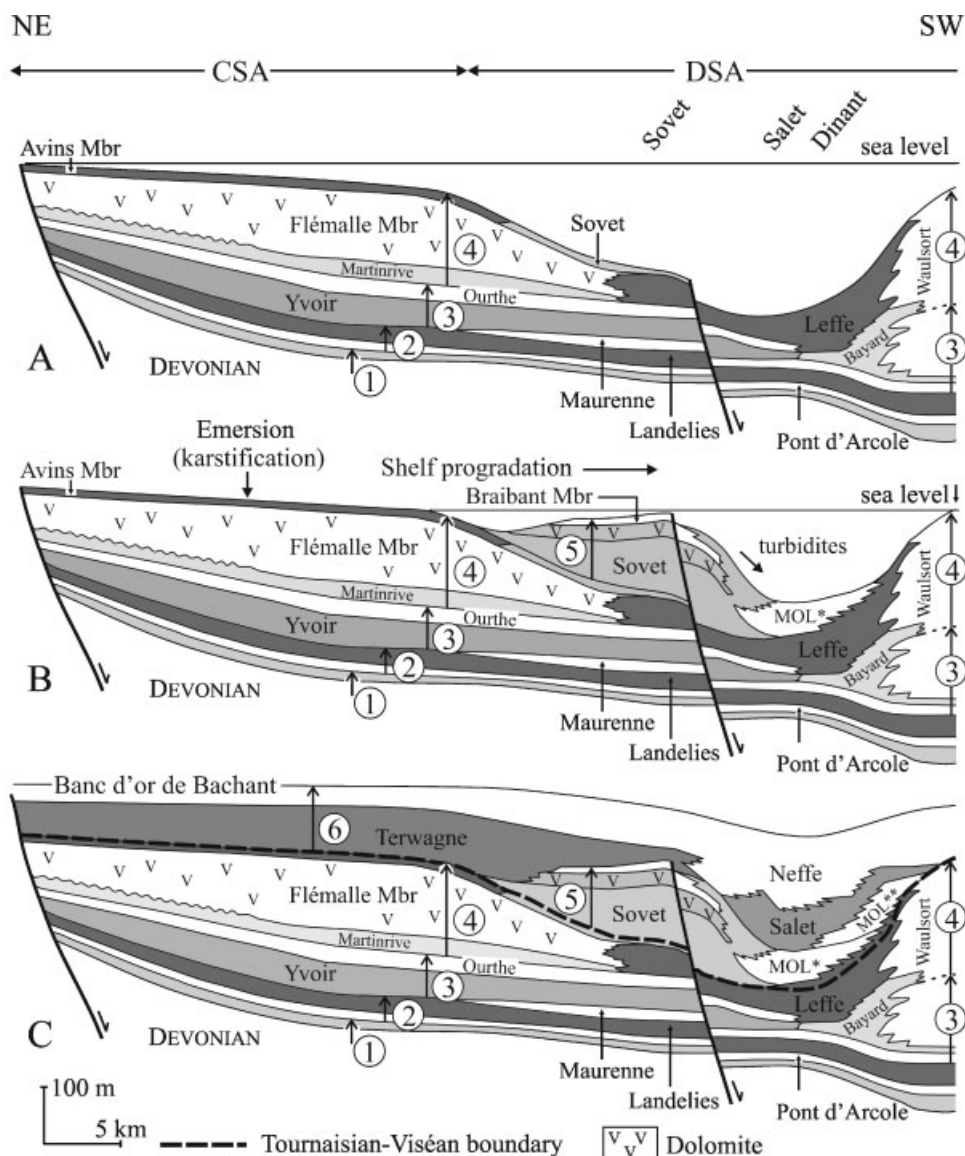 NE SW
CSA DSA
Sovet Salet Dinant
Avins Mbr sea level
Flémalle Mbr Sovet
Martinrive Ourthe Waulsort
Yvoir Leffe Bayard
4 4
3 3
2
1
A DEVONIAN Maurenne
Landelies Pont d'Arcole
Emersion
(karstification) Shelf progradation
Avins Mbr Braibant Mbr sea level
Flémalle Mbr 5 turbidites
Sovet
Martinrive Ourthe MOL* Waulsort
Yvoir Leffe Bayard
4 4
3 3
2
1
B DEVONIAN Maurenne
Landelies Pont d'Arcole
Banc d'or de Bachant
6 Terwagne
Neffe
Flémalle Mbr 5 Sovet Salet MOL**
Martinrive Ourthe MOL* Waulsort
Yvoir Leffe Bayard
4 4
3 3
2
1
C DEVONIAN Maurenne
Landelies Pont d'Arcole
100 m
5 km Tournaisian-Viséan boundary V V V Dolomite